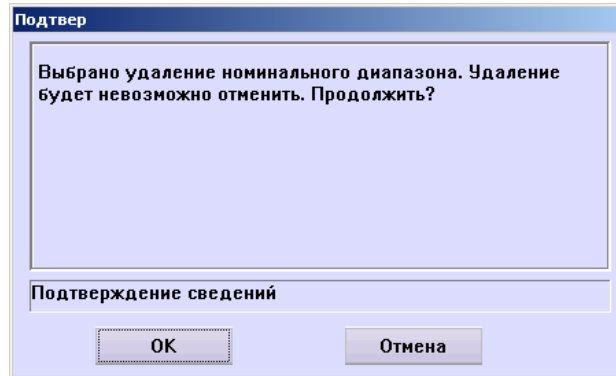 Подтвер
Выбрано удаление номинального диапазона. Удаление
будет невозможно отменить. Продолжить?
Подтверждение сведений
OK
Отмена